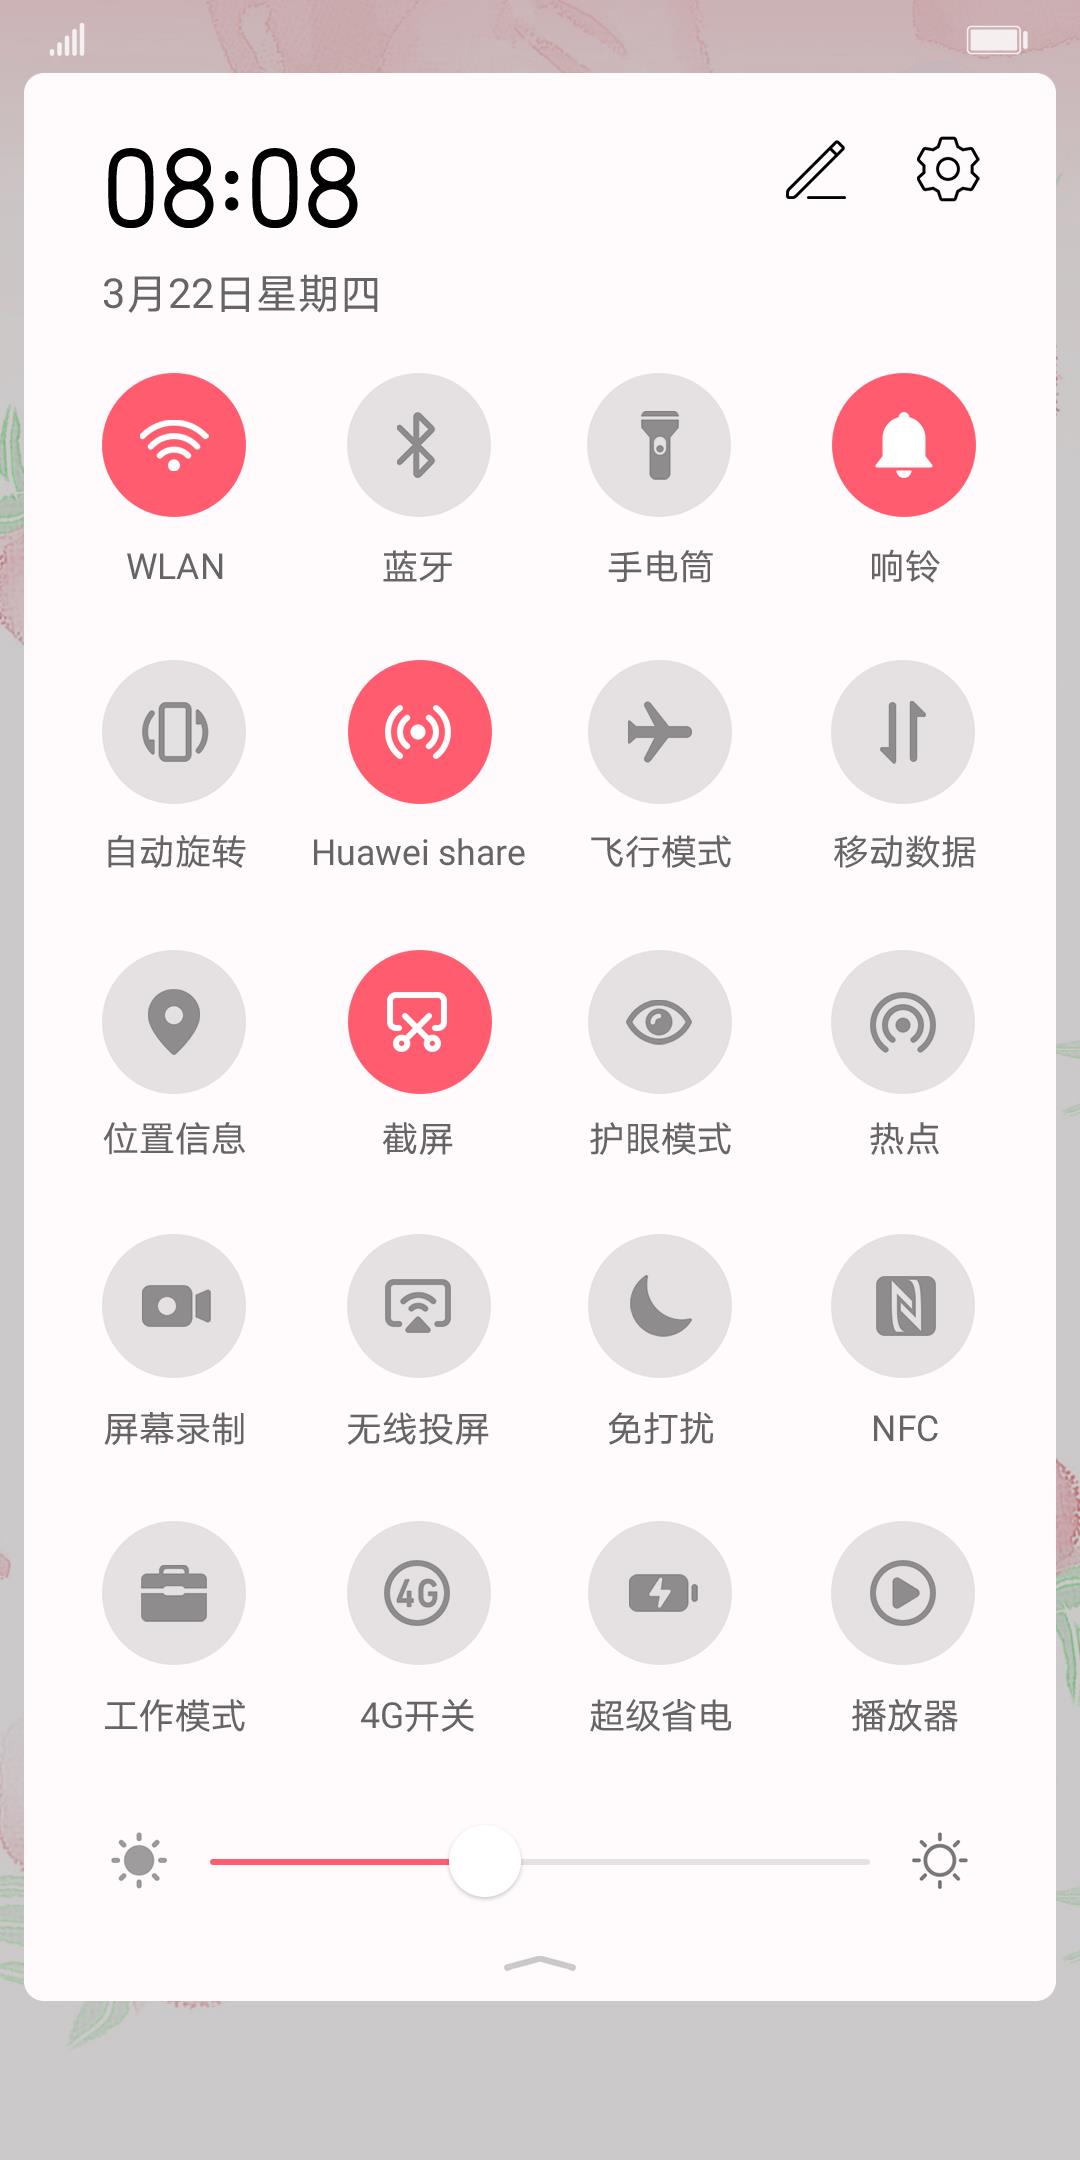 08:08
3月22日星期四
WLAN
蓝牙
手电筒
响铃
自动旋转
Huawei share
飞行模式
移动数据
位置信息
截屏
护眼模式
热点
屏幕录制
无线投屏
免打扰
NFC
4G
工作模式
4G开关
超级省电
播放器